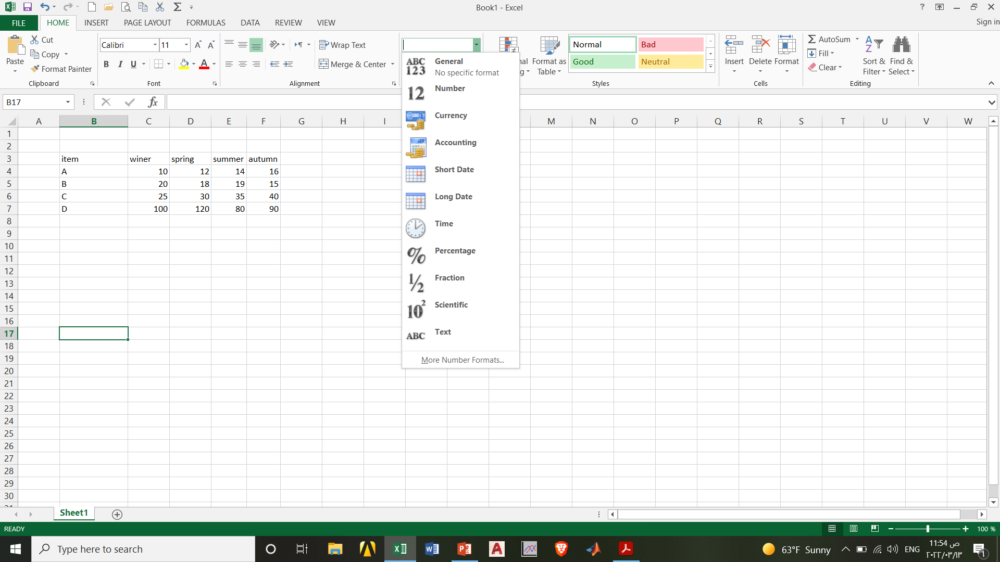 Book1 - Excel
?
Sign in
FILE HOME INSERT PAGE LAYOUT FORMULAS DATA REVIEW VIEW
Paste
Cut
Copy
Format Painter
Clipboard
Calibri 11
B I U A
Font
Wrap Text
Merge & Center
Alignment
Format as
Table
Normal Bad
Good Neutral
Styles
Insert Delete Format
Cells
AutoSum
Fill
Clear
Sort &
Filter
Find &
Select
Editing
B17
fx
General
No specific format
Number
Currency
Accounting
Short Date
Long Date
Time
Percentage
Fraction
Scientific
Text
More Number Formats...
A B C D E F G H I M N O P Q R S T U V W
1
2
3 item winer spring summer autumn
4 A 10 12 14 16
5 B 20 18 19 15
6 C 25 30 35 40
7 D 100 120 80 90
8
9
10
11
12
13
14
15
16
17
18
19
20
21
22
23
24
25
26
27
28
29
30
Sheet1
READY
100 %
Type here to search
63°F Sunny
ENG
11:54 ص
٢٠٢٢/٠٣/١٣
1